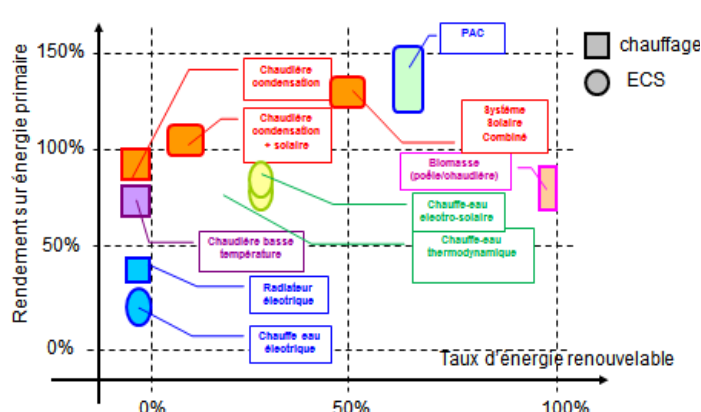 PAC
150%
chauffage
Chaudière
condensation
ECS
Chaudière
condensation
+ solaire
Système
Solaire
Combiné
100%
Biomasse
(poêle/chaudière)
Chauffe-eau
electro-solaire
Chauffe-eau
thermodynamique
Chaudière basse
température
50%
Radiateur
électrique
Chauffe eau
électrique
0%
Rendement sur énergie primaire
Taux d'énergie renouvelable
0%
50%
100%